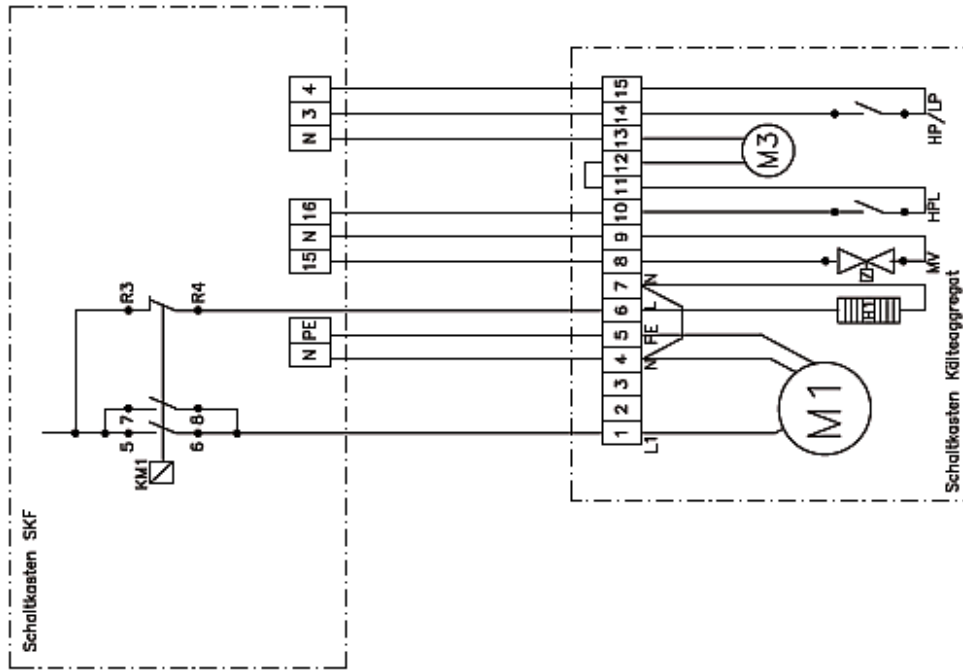 Schaltkasten SKF
KM1
5 7 R3
6 8 R4
N PE
15 N 16
N 3 4
1 2 3 4 5 6 7 8 9 10 11 12 13 14 15
L1 N PE L N
M1
H1
MV
HPL
M3
HP/LP
Schaltkasten Kälteaggregat